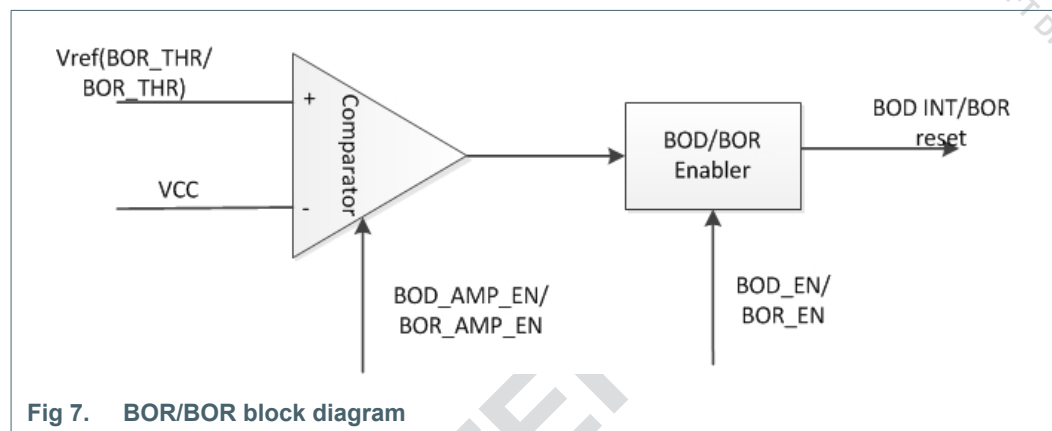 Vref(BOR_THR/
BOR_THR)
+
Comparator
VCC
-
BOD/BOR
Enabler
BOD INT/BOR
reset
BOD_AMP_EN/
BOR_AMP_EN
BOD_EN/
BOR_EN
Fig 7. BOR/BOR block diagram